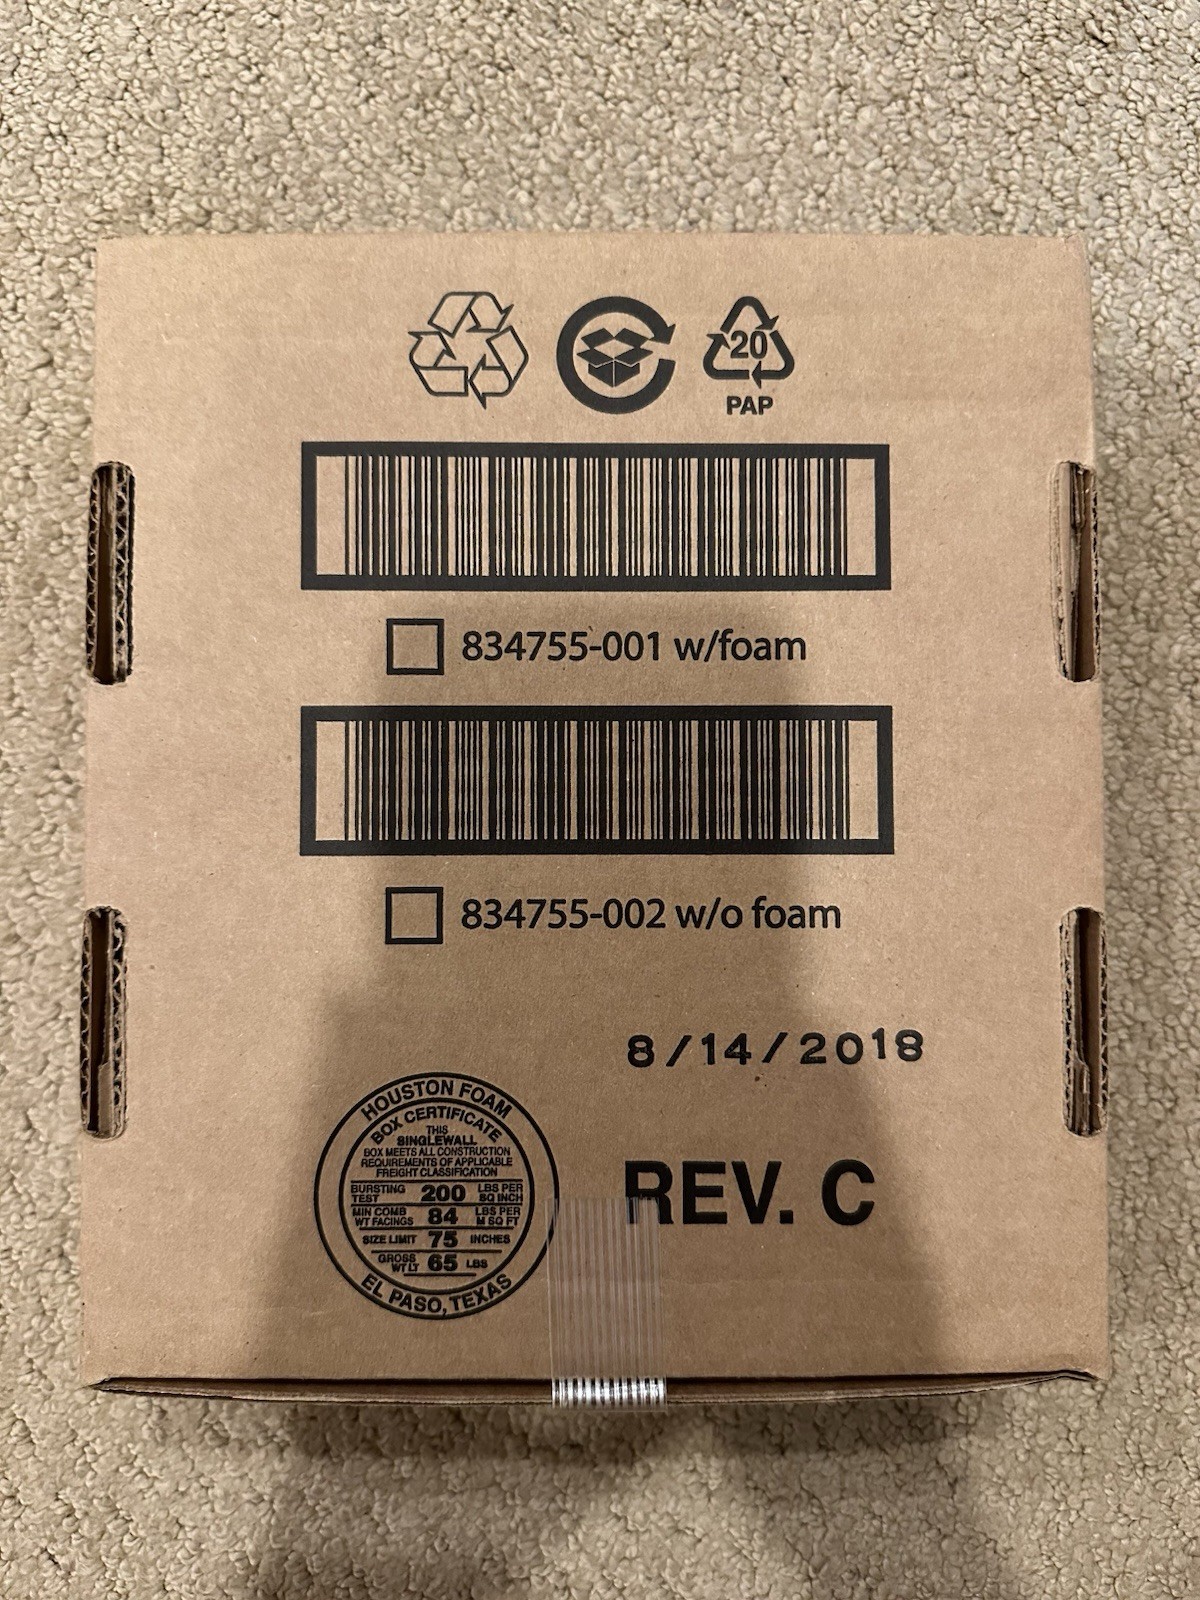 20
PAP
834755-001 w/foam
834755-002 w/o foam
8/14/2018
REV. C
HOUSTON FOAM
BOX CERTIFICATE
THIS
SINGLEWALL
BOX MEETS ALL CONSTRUCTION
REQUIREMENTS OF APPLICABLE
FREIGHT CLASSIFICATION
BURSTING TEST 200 LBS PER SQ INCH
MIN COMB WT FACINGS 84 LBS PER M SQ FT
SIZE LIMIT 75 INCHES
GROSS WT LT 65 LBS
EL PASO, TEXAS